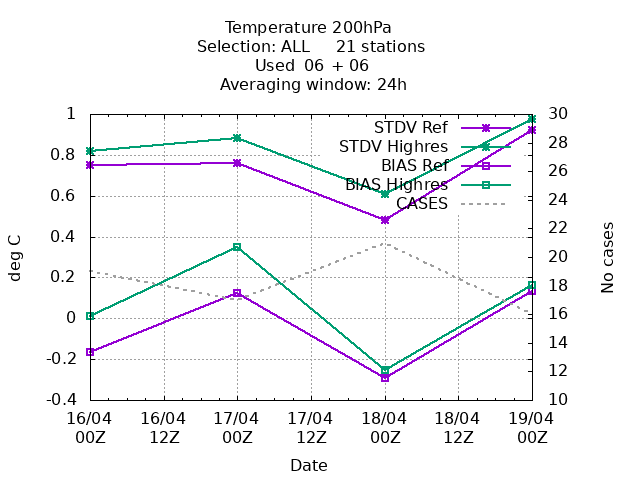 Temperature 200hPa
Selection: ALL     21 stations
Used  06 + 06
Averaging window: 24h
STDV Ref
STDV Highres
BIAS Ref
BIAS Highres
CASES
1
0.8
0.6
0.4
0.2
0
-0.2
-0.4
30
28
26
24
22
20
18
16
14
12
10
deg C
No cases
16/04 16/04 17/04 17/04 18/04 18/04 19/04
00Z 12Z 00Z 12Z 00Z 12Z 00Z
Date